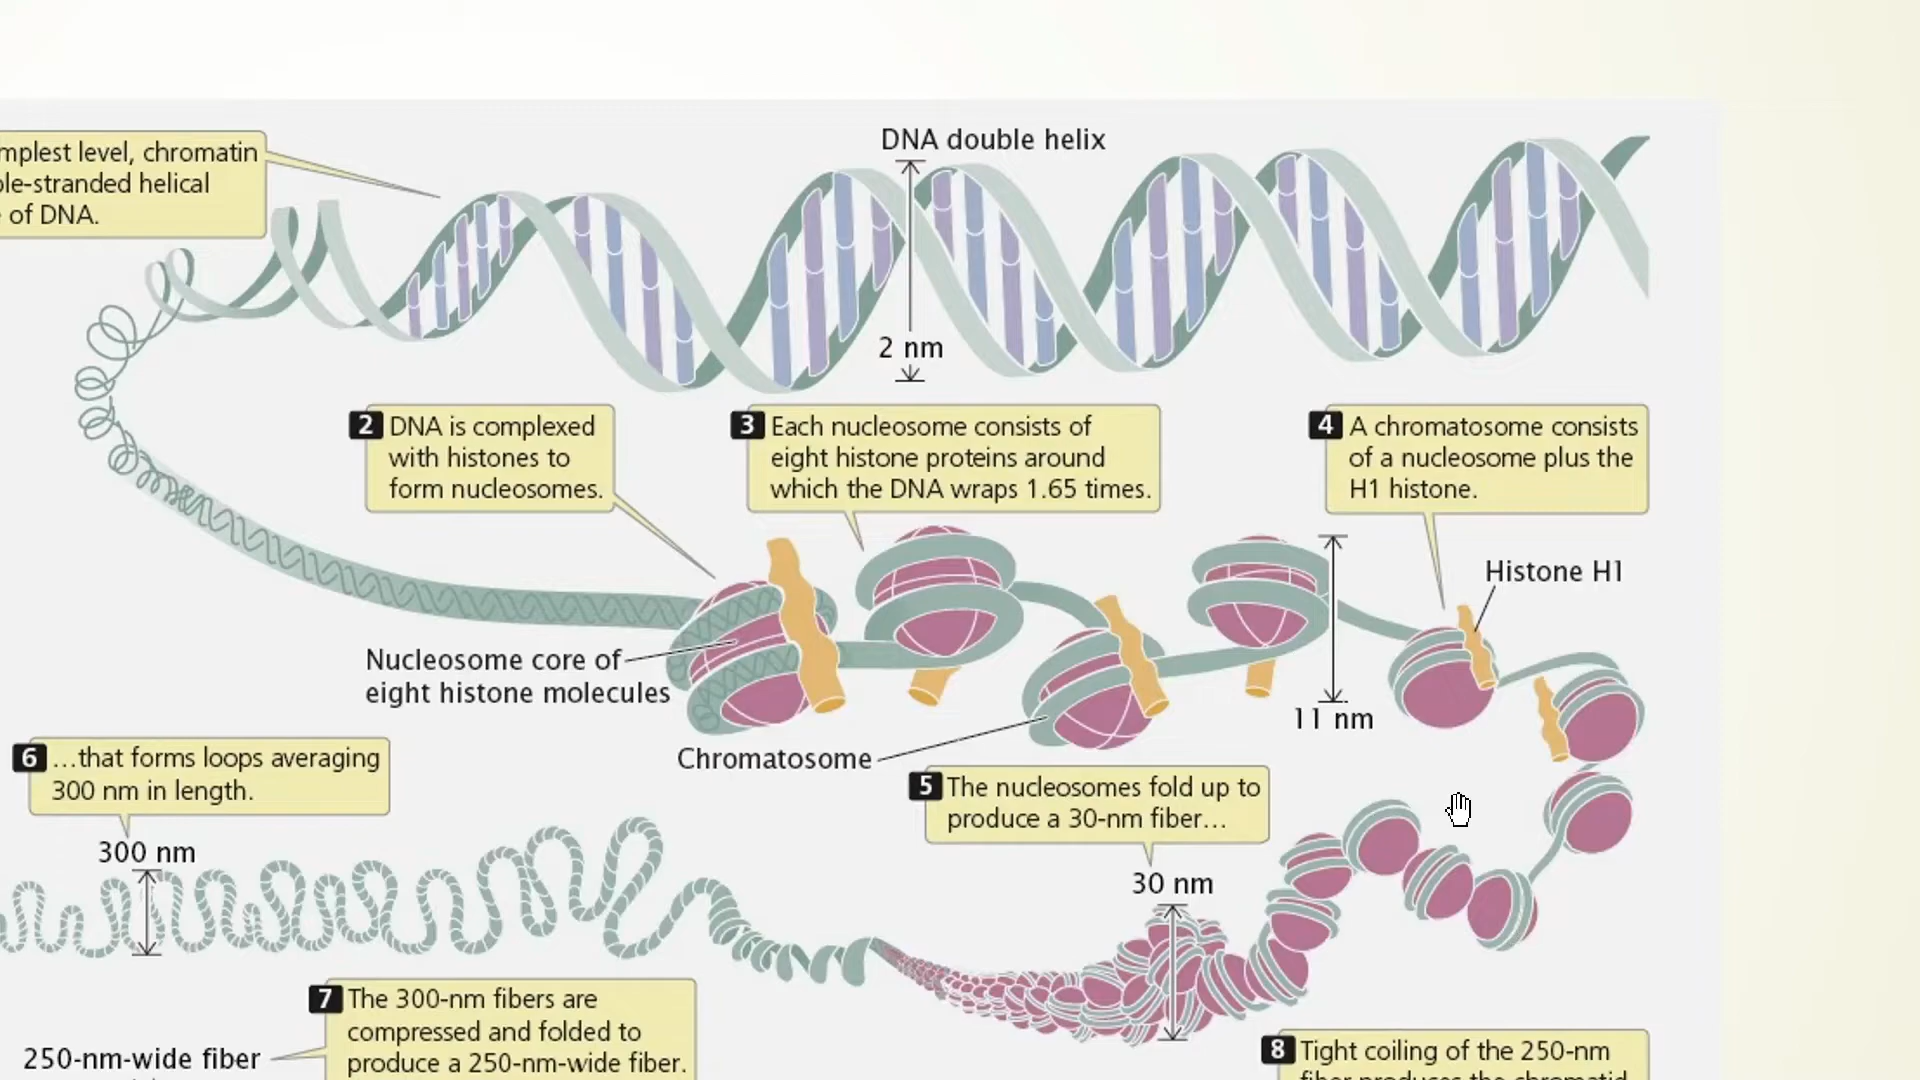 DNA double helix
mplest level, chromatin
ole-stranded helical
of DNA.
2 nm
2 DNA is complexed
with histones to
form nucleosomes.
3 Each nucleosome consists of
eight histone proteins around
which the DNA wraps 1.65 times.
4 A chromatosome consists
of a nucleosome plus the
H1 histone.
Histone H1
Nucleosome core of
eight histone molecules
11 nm
Chromatosome
6 …that forms loops averaging
300 nm in length.
5 The nucleosomes fold up to
produce a 30-nm fiber…
300 nm
30 nm
7 The 300-nm fibers are
compressed and folded to
produce a 250-nm-wide fiber.
250-nm-wide fiber
8 Tight coiling of the 250-nm
fiber produces the chromatid